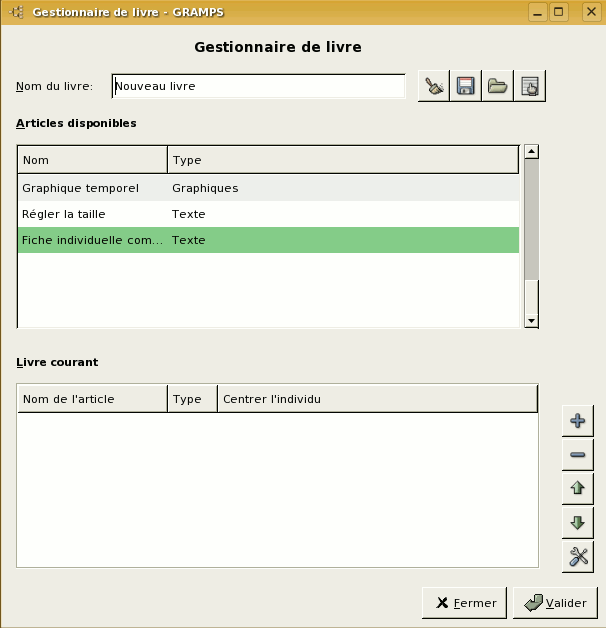 Gestionnaire de livre - GRAMPS
Gestionnaire de livre
Nom du livre: Nouveau livre
Articles disponibles
Nom Type
Graphique temporel Graphiques
Régler la taille Texte
Fiche individuelle com... Texte
Livre courant
Nom de l'article Type Centrer l'individu
Fermer Valider